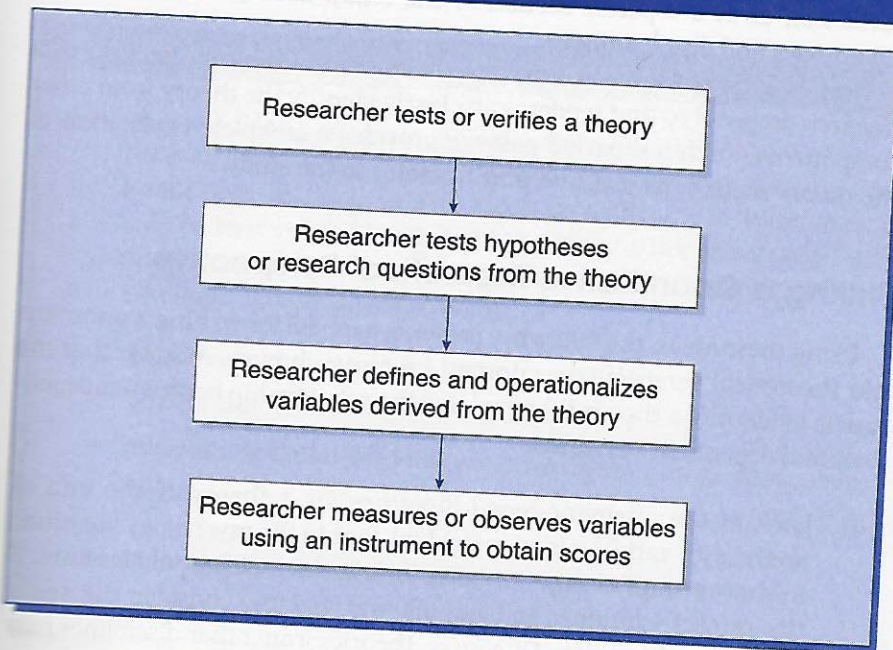 Researcher tests or verifies a theory
Researcher tests hypotheses
or research questions from the theory
Researcher defines and operationalizes
variables derived from the theory
Researcher measures or observes variables
using an instrument to obtain scores